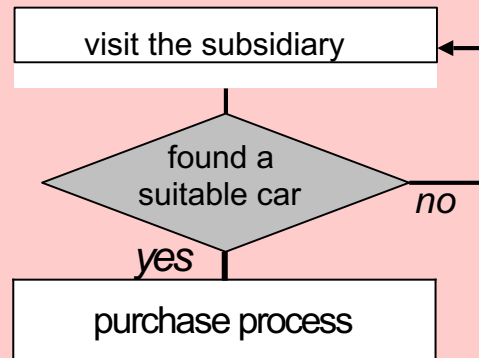 visit the subsidiary
found a
suitable car
no
yes
purchase process